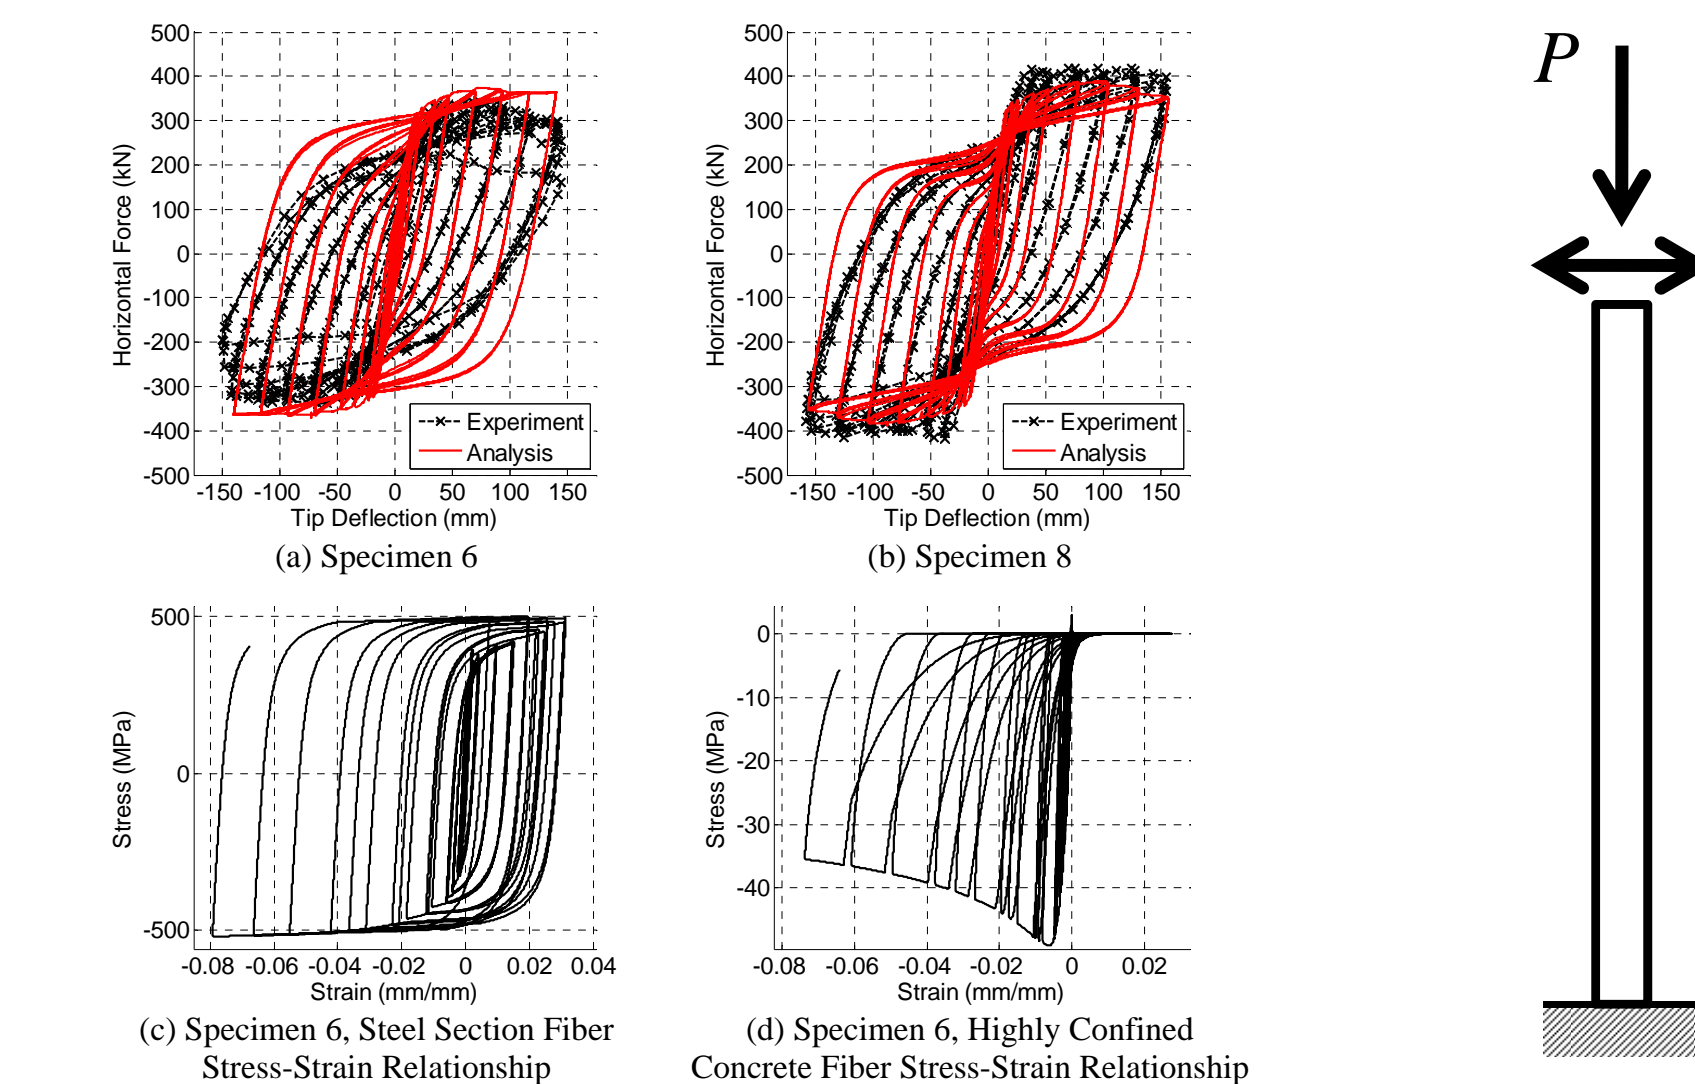 500
400
300
200
100
0
-100
-200
-300
-400
-500
Horizontal Force (kN)
-150 -100 -50 0 50 100 150
Tip Deflection (mm)
Experiment
Analysis
(a) Specimen 6
500
400
300
200
100
0
-100
-200
-300
-400
-500
Horizontal Force (kN)
-150 -100 -50 0 50 100 150
Tip Deflection (mm)
Experiment
Analysis
(b) Specimen 8
P
500
0
-500
Stress (MPa)
-0.08 -0.06 -0.04 -0.02 0 0.02 0.04
Strain (mm/mm)
(c) Specimen 6, Steel Section Fiber
Stress-Strain Relationship
0
-10
-20
-30
-40
Stress (MPa)
-0.08 -0.06 -0.04 -0.02 0 0.02
Strain (mm/mm)
(d) Specimen 6, Highly Confined
Concrete Fiber Stress-Strain Relationship